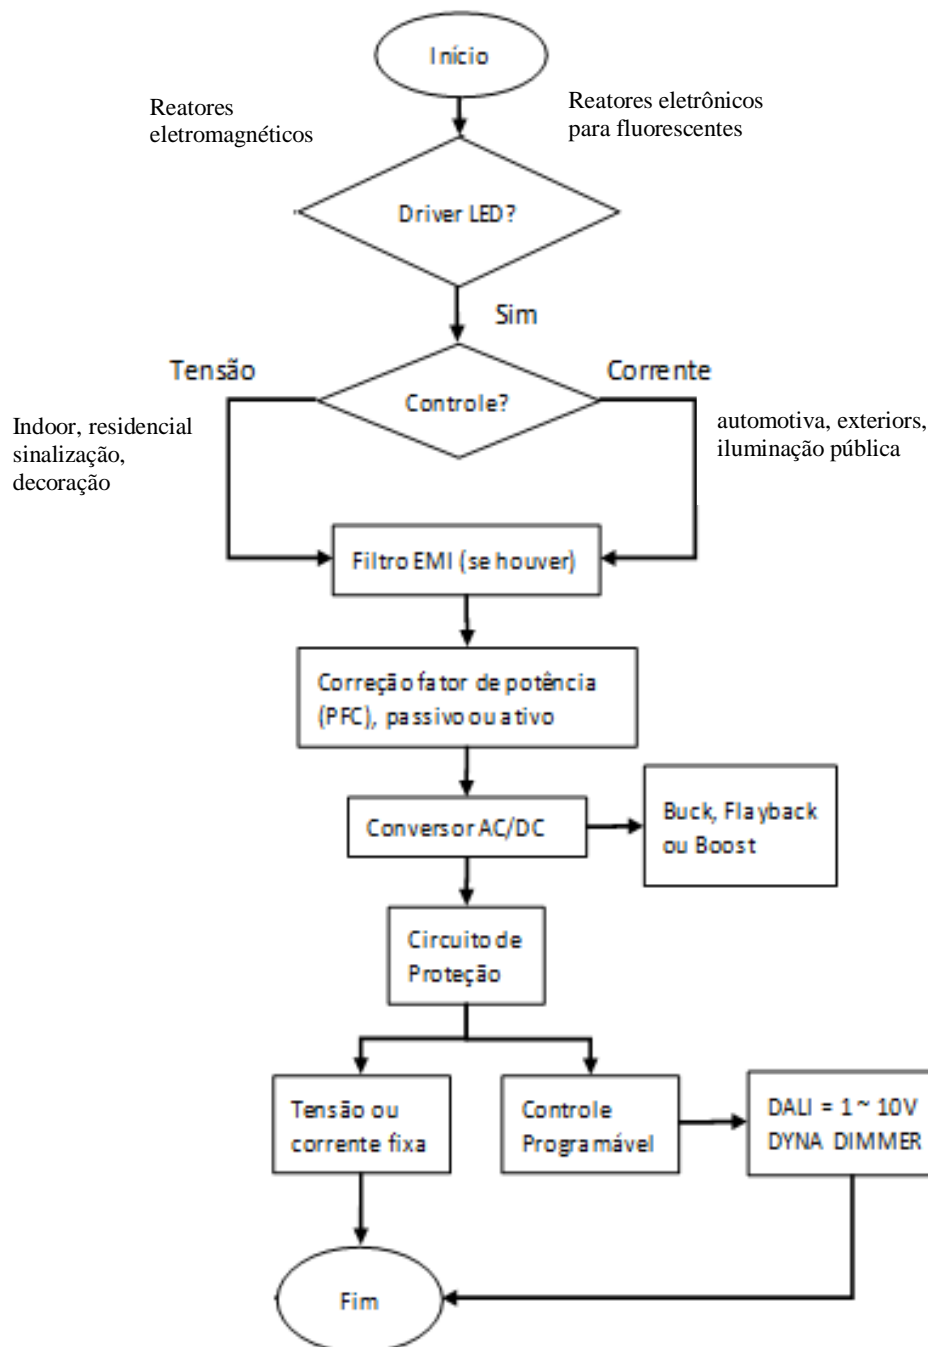 Início
Reatores
eletromagnéticos
Reatores eletrônicos
para fluorescentes
Driver LED?
Sim
Tensão
Corrente
Controle?
Indoor, residencial
sinalização,
decoração
automotiva, exteriors,
iluminação pública
Filtro EMI (se houver)
Correção fator de potência
(PFC), passivo ou ativo
Conversor AC/DC
Buck, Flayback
ou Boost
Circuito de
Proteção
Tensão ou
corrente fixa
Controle
Programável
DALI = 1 ~ 10V
DYNA DIMMER
Fim